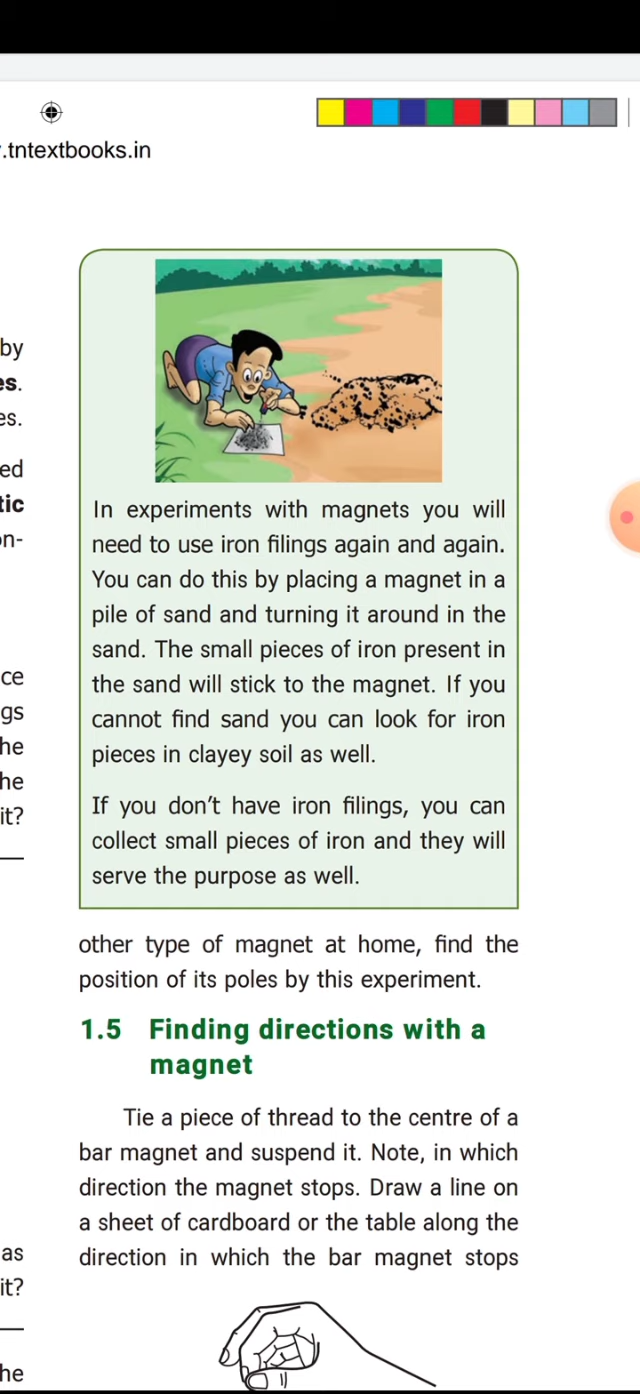 .tntextbooks.in
by
es.
es.
ed
tic
on-
ce
gs
he
he
it?
as
it?
he
In experiments with magnets you will
need to use iron filings again and again.
You can do this by placing a magnet in a
pile of sand and turning it around in the
sand. The small pieces of iron present in
the sand will stick to the magnet. If you
cannot find sand you can look for iron
pieces in clayey soil as well.
If you don’t have iron filings, you can
collect small pieces of iron and they will
serve the purpose as well.
other type of magnet at home, find the
position of its poles by this experiment.
1.5 Finding directions with a
magnet
Tie a piece of thread to the centre of a
bar magnet and suspend it. Note, in which
direction the magnet stops. Draw a line on
a sheet of cardboard or the table along the
direction in which the bar magnet stops